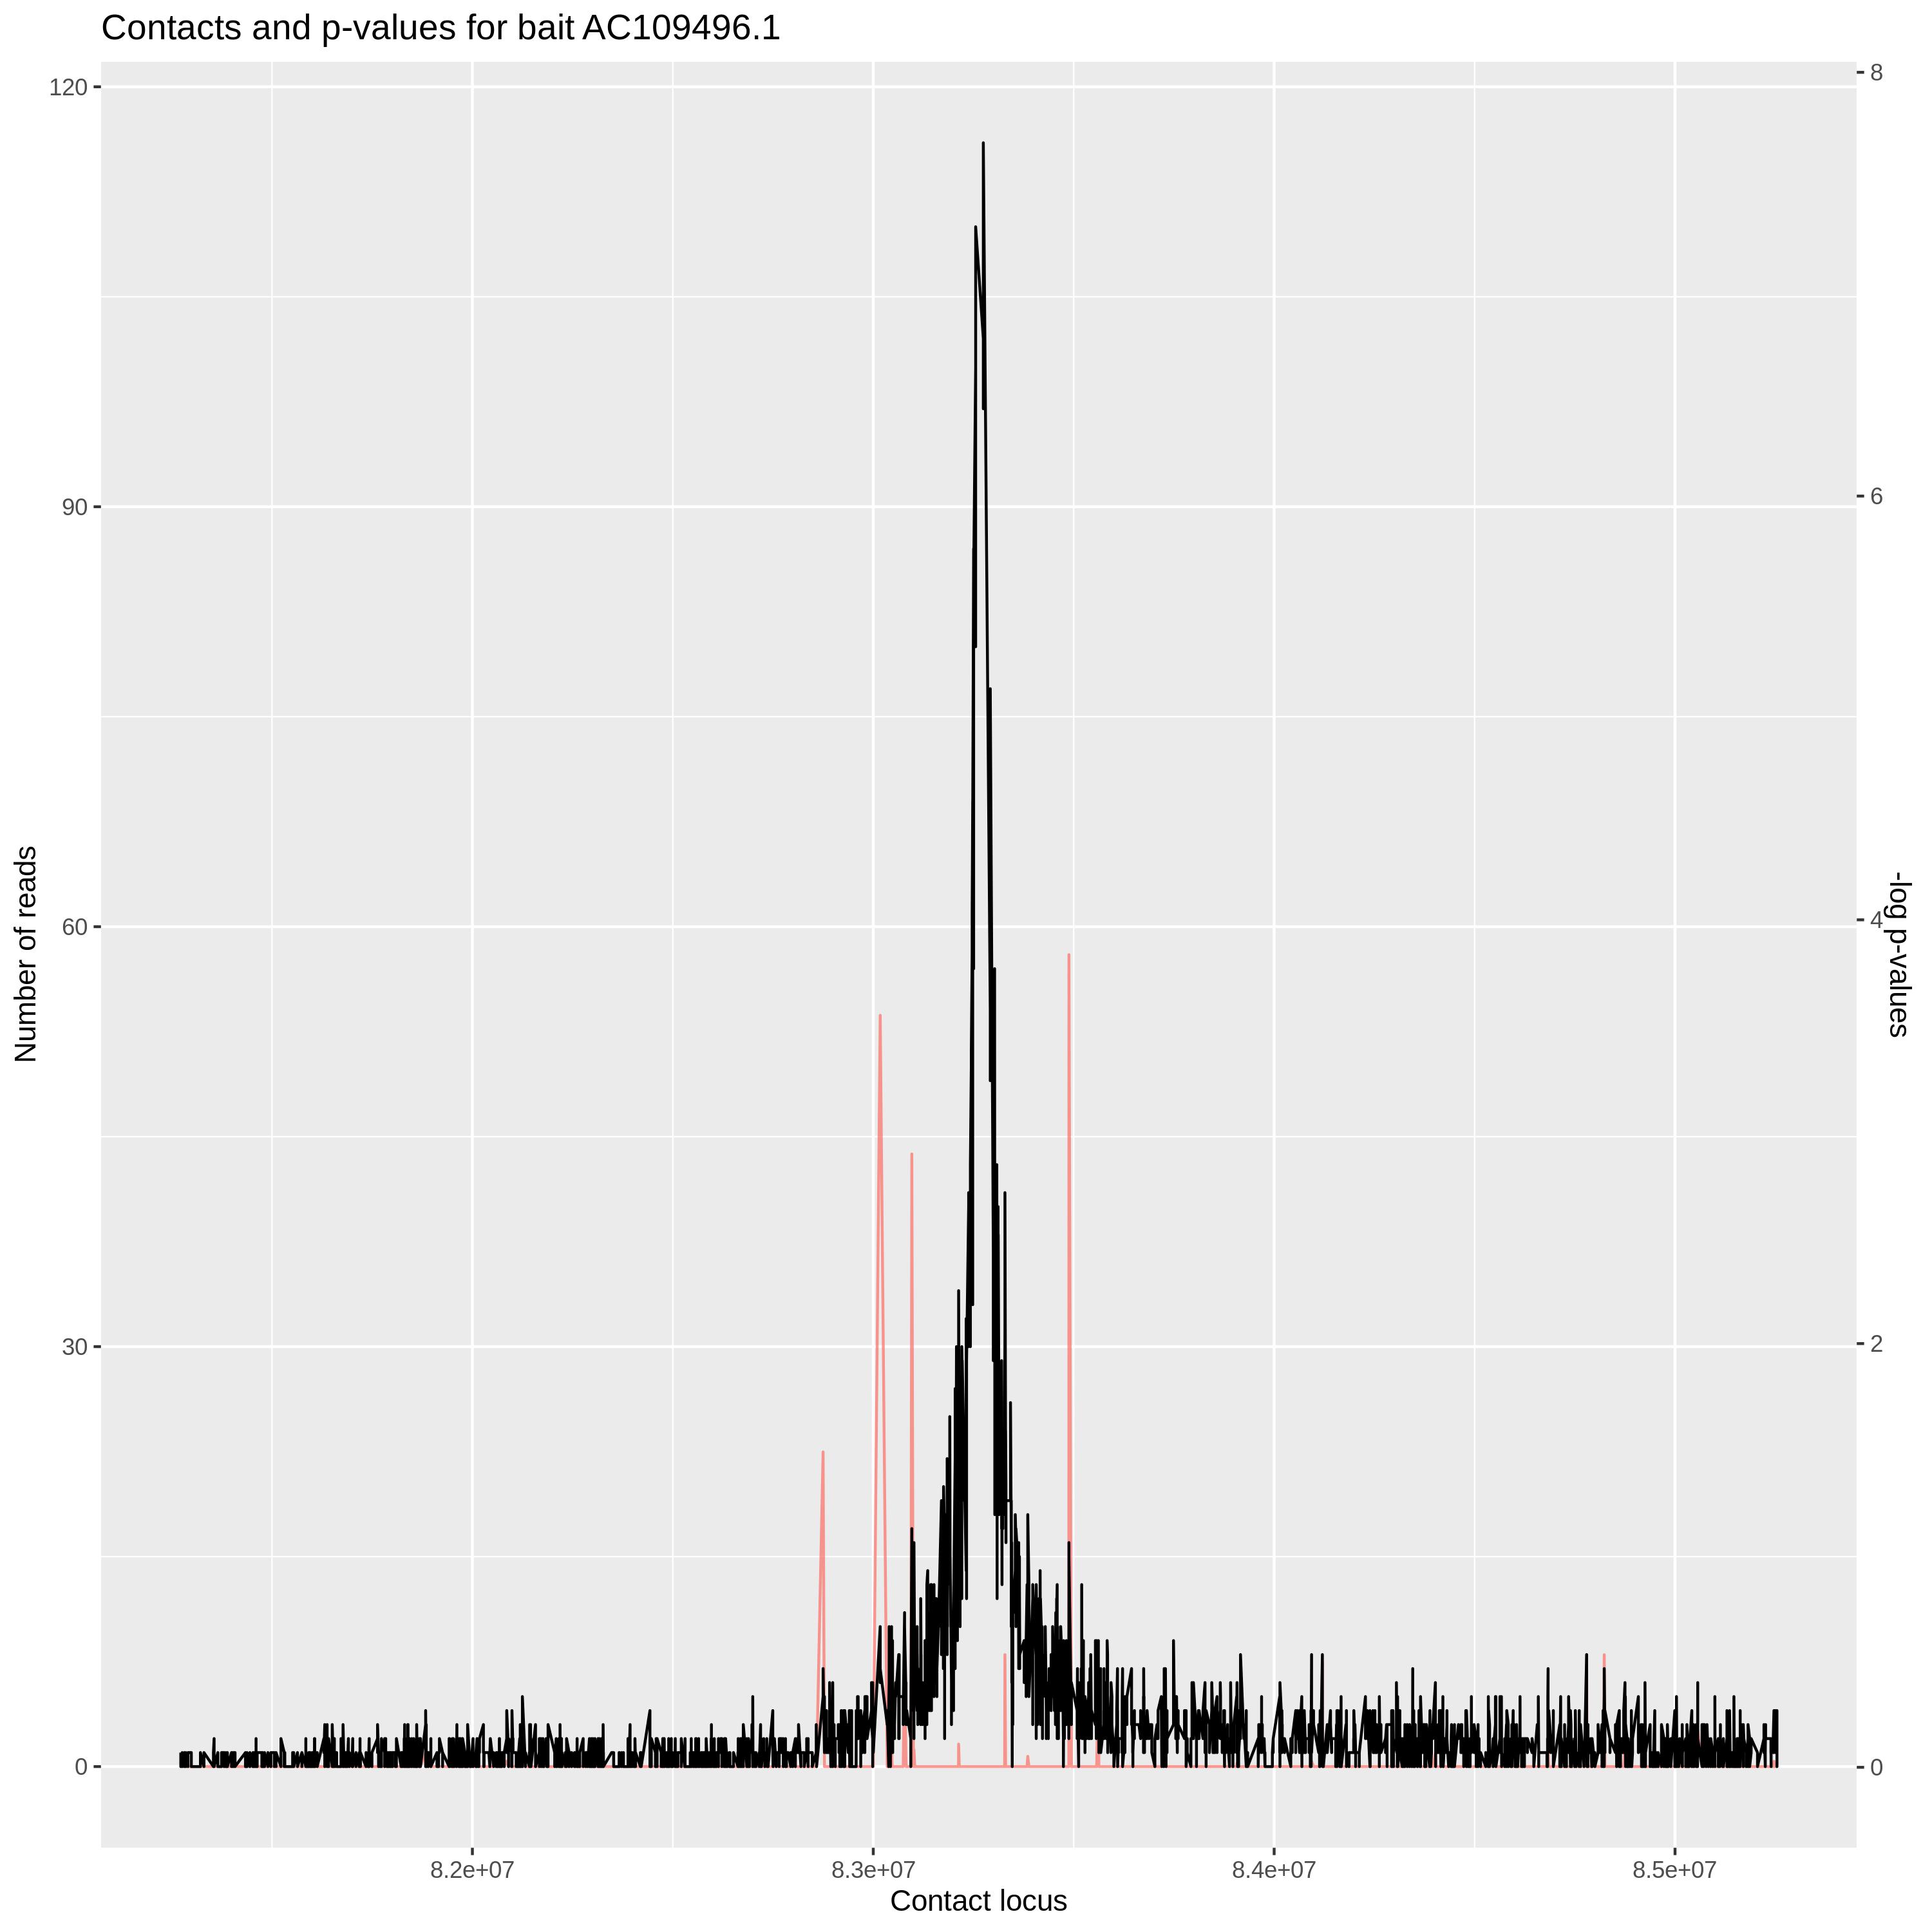 Contacts and p-values for bait AC109496.1
120
90
60
30
0
Number of reads
8
6
4
2
0
-log p-values
8.2e+07
8.3e+07
8.4e+07
8.5e+07
Contact locus